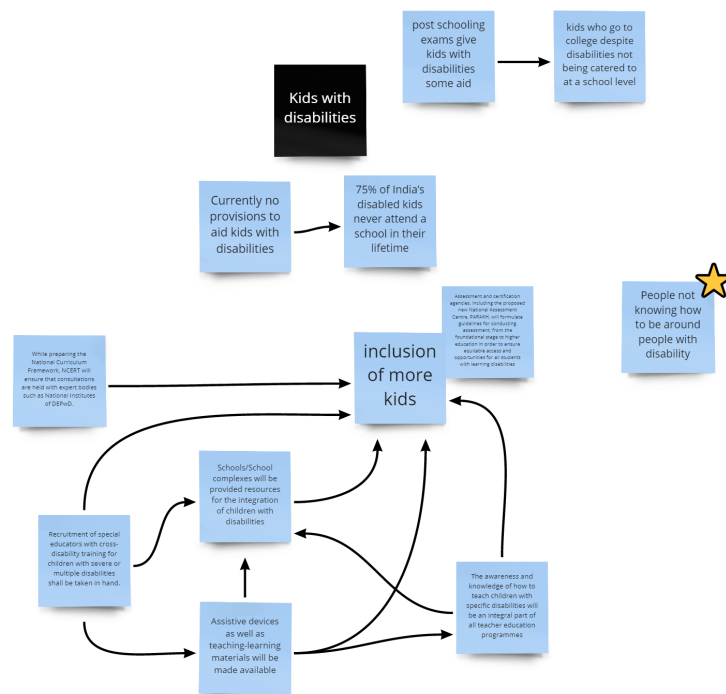 post schooling
exams give
kids with
disabilities
some aid
kids who go to
college despite
disabilities not
being catered to
at a school level
Kids with
disabilities
Currently no
provisions to
aid kids with
disabilities
75% of India's
disabled kids
never attend a
school in their
lifetime
Assessment and certification
agencies, including the proposed
new National Assessment
Centre, PARAKH, will formulate
guidelines for conducting
assessment, from the
foundational stage to higher
education in order to ensure
equitable access and
opportunities for all students
with learning disabilities
People not
knowing how
to be around
people with
disability
While preparing the
National Curriculum
Framework, NCERT will
ensure that consultations
are held with expert bodies
such as National Institutes
of DEPwD.
inclusion
of more
kids
Schools/School
complexes will be
provided resources
for the integration
of children with
disabilities
Recruitment of special
educators with cross-
disability training for
children with severe or
multiple disabilities
shall be taken in hand.
The awareness and
knowledge of how to
teach children with
specific disabilities will
be an integral part of
all teacher education
programmes
Assistive devices
as well as
teaching-learning
materials will be
made available